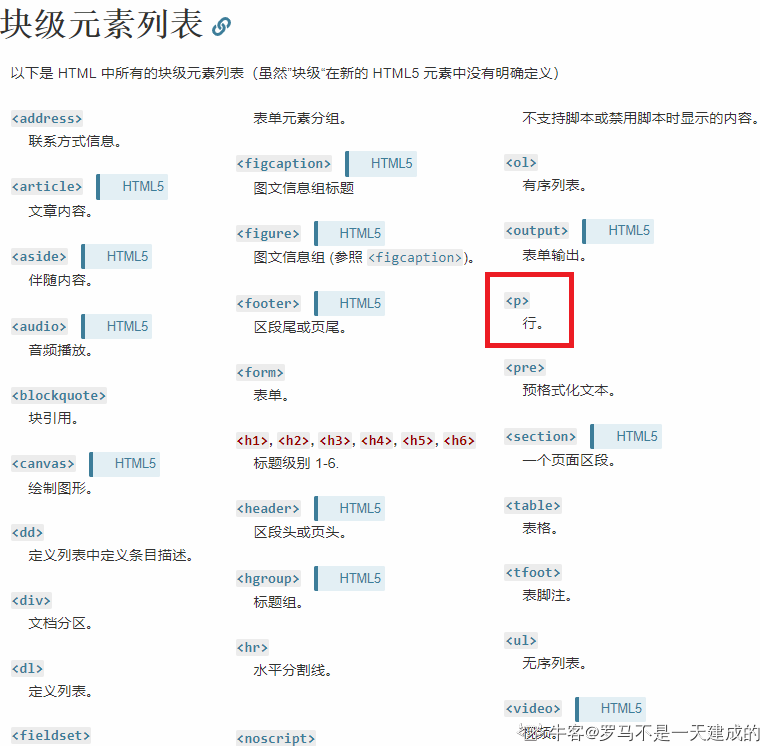 块级元素列表
以下是 HTML 中所有的块级元素列表（虽然”块级“在新的 HTML5 元素中没有明确定义）
<address>
联系方式信息。
<article> HTML5
文章内容。
<aside> HTML5
伴随内容。
<audio> HTML5
音频播放。
<blockquote>
块引用。
<canvas> HTML5
绘制图形。
<dd>
定义列表中定义条目描述。
<div>
文档分区。
<dl>
定义列表。
<fieldset>
表单元素分组。
<figcaption> HTML5
图文信息组标题
<figure> HTML5
图文信息组 (参照 <figcaption>)。
<footer> HTML5
区段尾或页尾。
<form>
表单。
<h1>, <h2>, <h3>, <h4>, <h5>, <h6>
标题级别 1-6.
<header> HTML5
区段头或页头。
<hgroup> HTML5
标题组。
<hr>
水平分割线。
<noscript>
不支持脚本或禁用脚本时显示的内容。
<ol>
有序列表。
<output> HTML5
表单输出。
<p>
行。
<pre>
预格式化文本。
<section> HTML5
一个页面区段。
<table>
表格。
<tfoot>
表脚注。
<ul>
无序列表。
<video> HTML5
视频。
牛客@罗马不是一天建成的